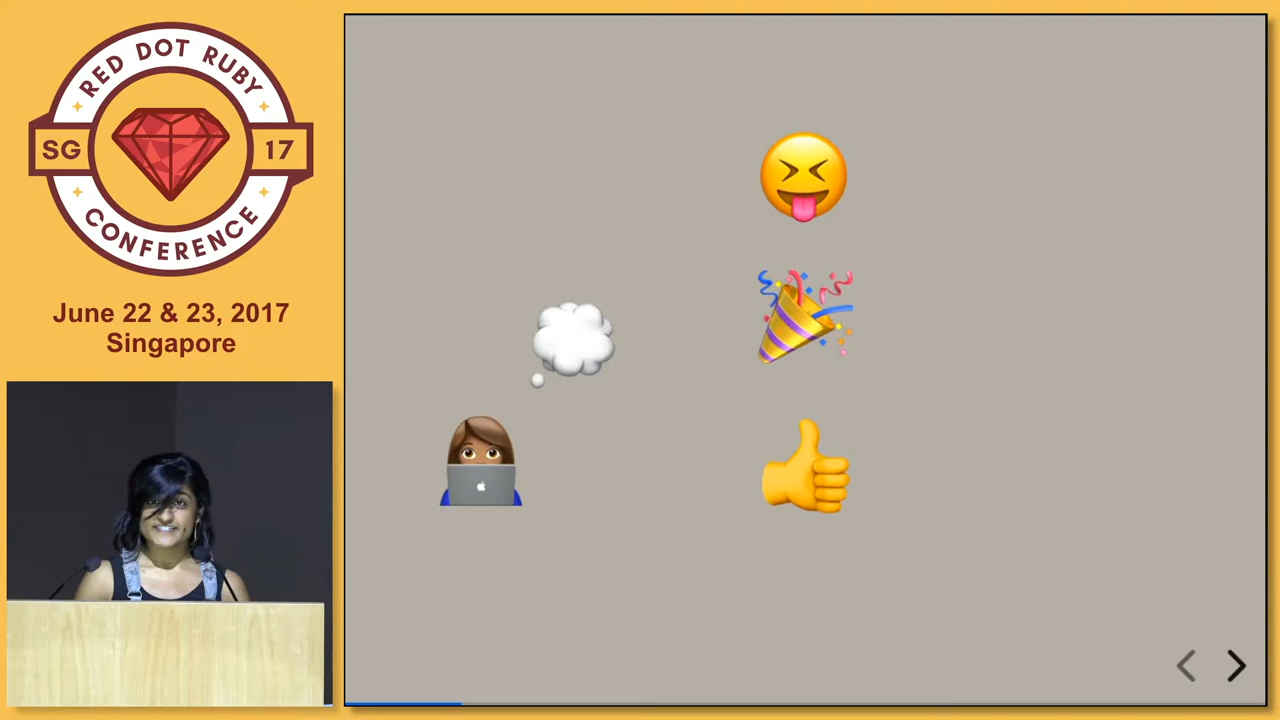 RED DOT RUBY
SG
17
CONFERENCE
June 22 & 23, 2017
Singapore